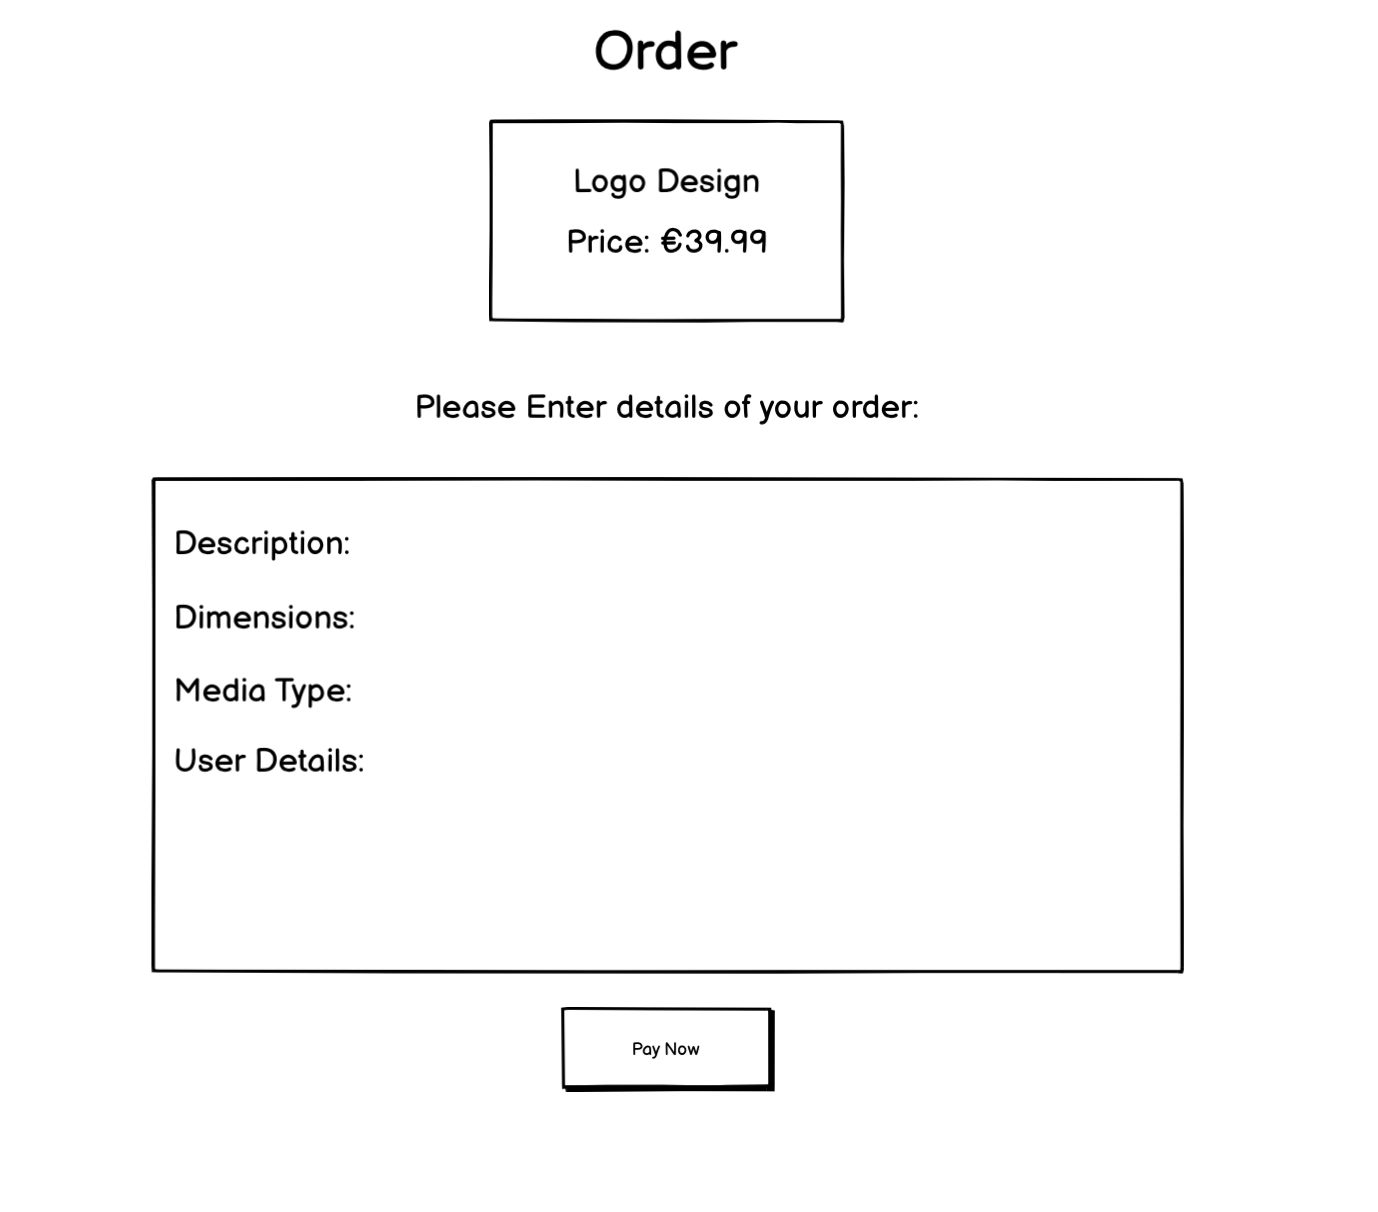 Order
Logo Design
Price: €39.99
Please Enter details of your order:
Description:
Dimensions:
Media Type:
User Details:
Pay Now